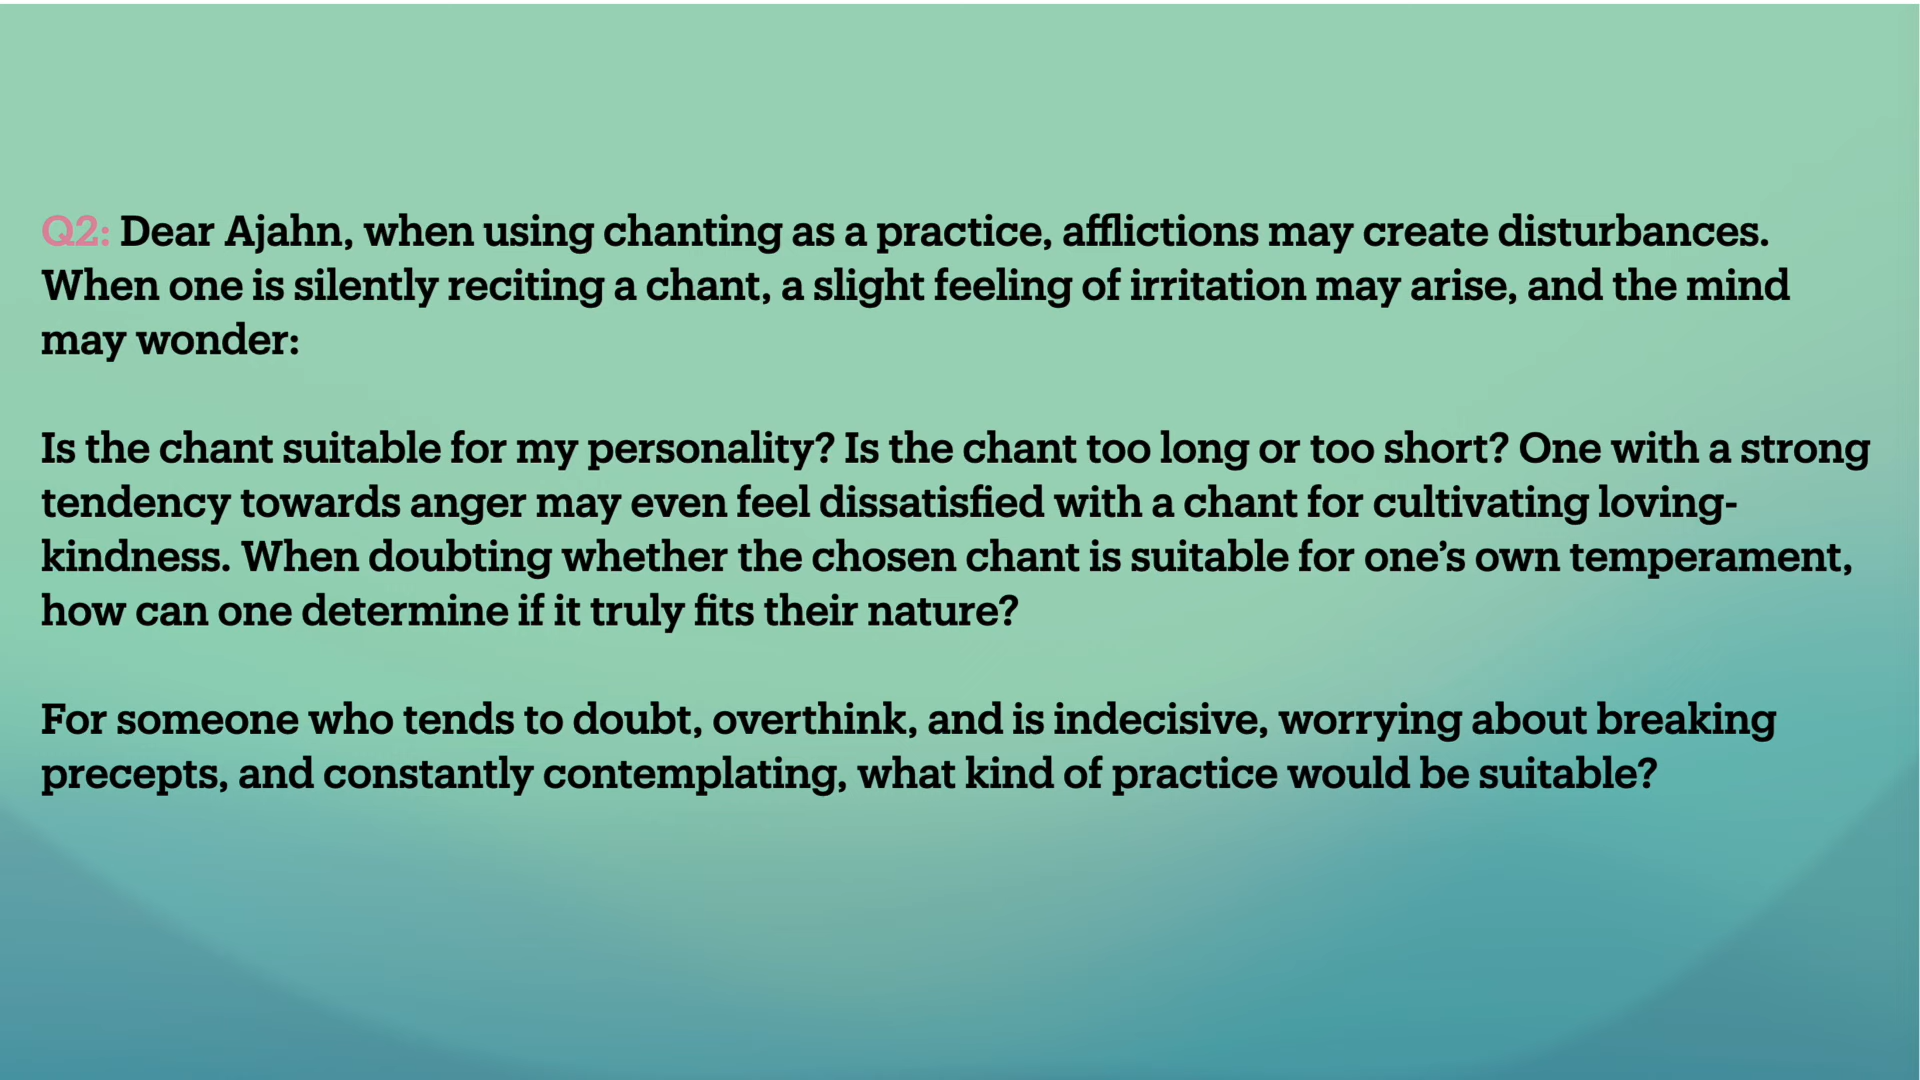 Q2: Dear Ajahn, when using chanting as a practice, afflictions may create disturbances.
When one is silently reciting a chant, a slight feeling of irritation may arise, and the mind
may wonder:
Is the chant suitable for my personality? Is the chant too long or too short? One with a strong
tendency towards anger may even feel dissatisfied with a chant for cultivating loving-
kindness. When doubting whether the chosen chant is suitable for one’s own temperament,
how can one determine if it truly fits their nature?
For someone who tends to doubt, overthink, and is indecisive, worrying about breaking
precepts, and constantly contemplating, what kind of practice would be suitable?